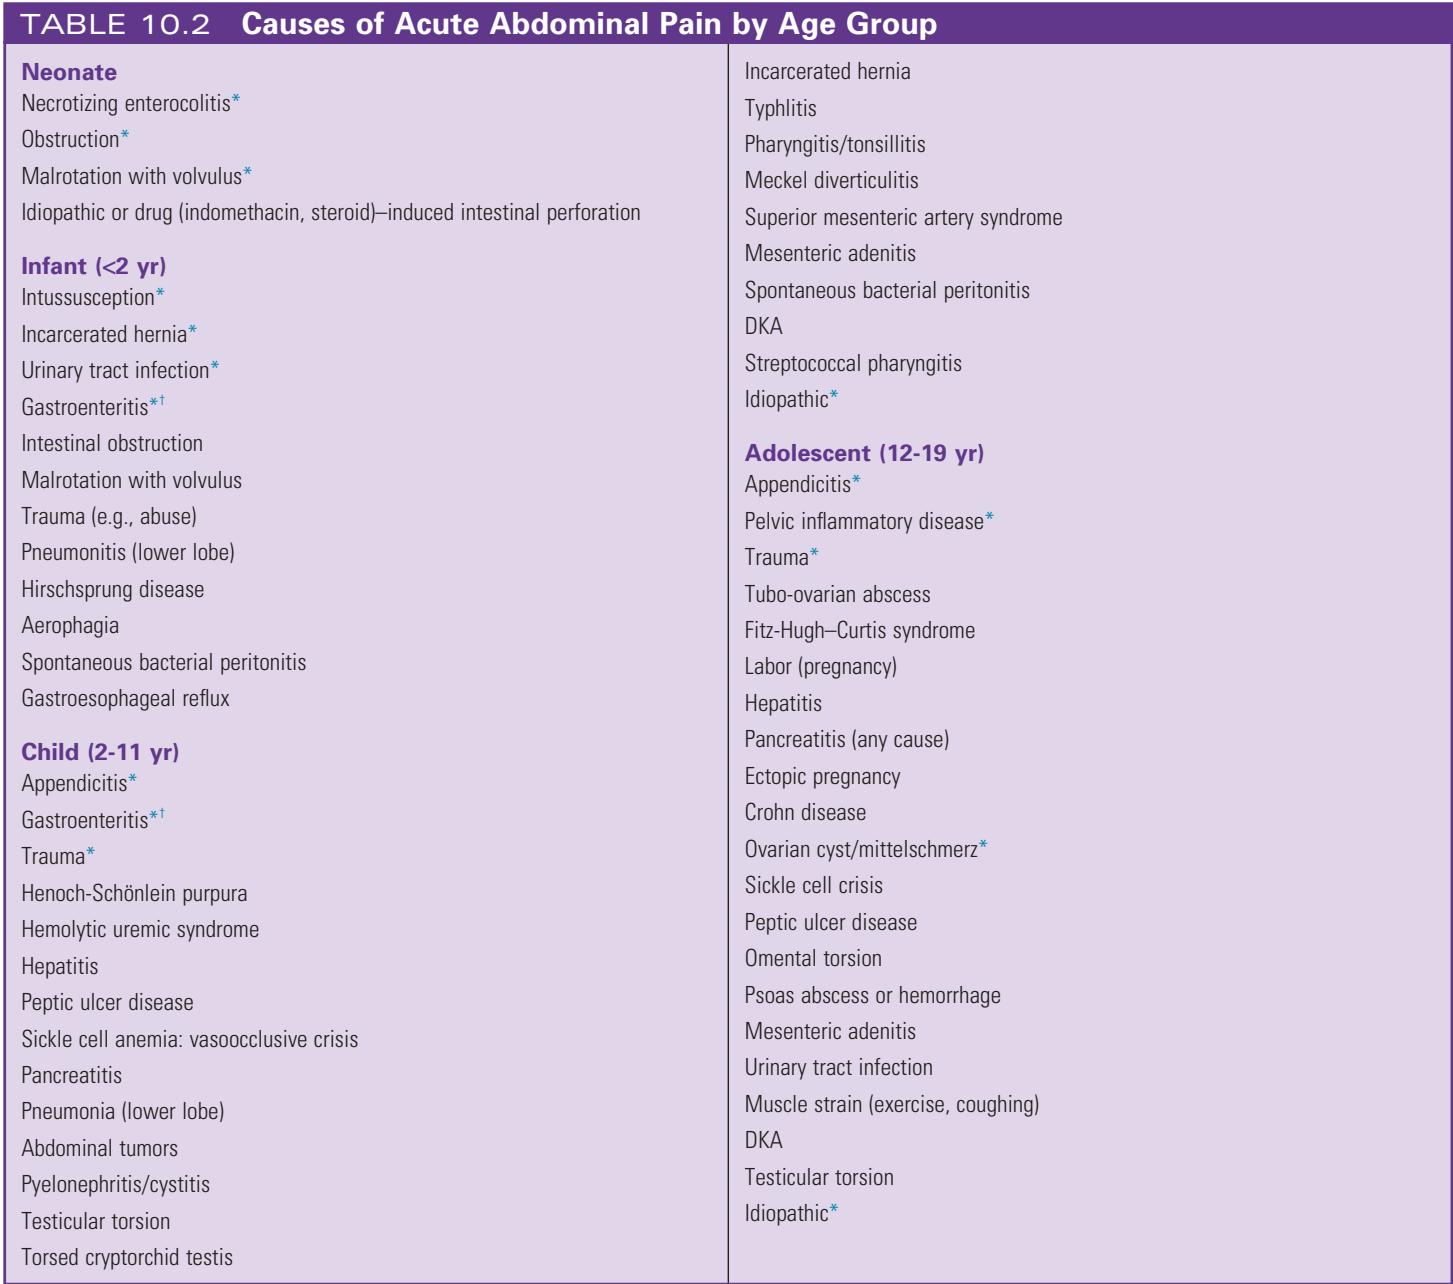 TABLE 10.2 Causes of Acute Abdominal Pain by Age Group
Neonate
Necrotizing enterocolitis*
Obstruction*
Malrotation with volvulus*
Idiopathic or drug (indomethacin, steroid)–induced intestinal perforation
Infant (<2 yr)
Intussusception*
Incarcerated hernia*
Urinary tract infection*
Gastroenteritis*†
Intestinal obstruction
Malrotation with volvulus
Trauma (e.g., abuse)
Pneumonitis (lower lobe)
Hirschsprung disease
Aerophagia
Spontaneous bacterial peritonitis
Gastroesophageal reflux
Child (2-11 yr)
Appendicitis*
Gastroenteritis*†
Trauma*
Henoch-Schönlein purpura
Hemolytic uremic syndrome
Hepatitis
Peptic ulcer disease
Sickle cell anemia: vasoocclusive crisis
Pancreatitis
Pneumonia (lower lobe)
Abdominal tumors
Pyelonephritis/cystitis
Testicular torsion
Torsed cryptorchid testis
Incarcerated hernia
Typhlitis
Pharyngitis/tonsillitis
Meckel diverticulitis
Superior mesenteric artery syndrome
Mesenteric adenitis
Spontaneous bacterial peritonitis
DKA
Streptococcal pharyngitis
Idiopathic*
Adolescent (12-19 yr)
Appendicitis*
Pelvic inflammatory disease*
Trauma*
Tubo-ovarian abscess
Fitz-Hugh–Curtis syndrome
Labor (pregnancy)
Hepatitis
Pancreatitis (any cause)
Ectopic pregnancy
Crohn disease
Ovarian cyst/mittelschmerz*
Sickle cell crisis
Peptic ulcer disease
Omental torsion
Psoas abscess or hemorrhage
Mesenteric adenitis
Urinary tract infection
Muscle strain (exercise, coughing)
DKA
Testicular torsion
Idiopathic*